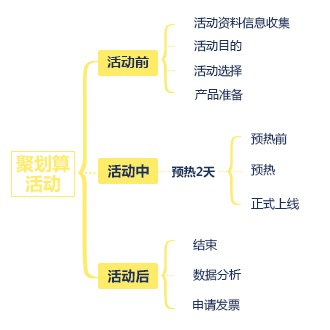 聚划算
活动
活动前
活动资料信息收集
活动目的
活动选择
产品准备
活动中
预热2天
预热前
预热
正式上线
活动后
结束
数据分析
申请发票